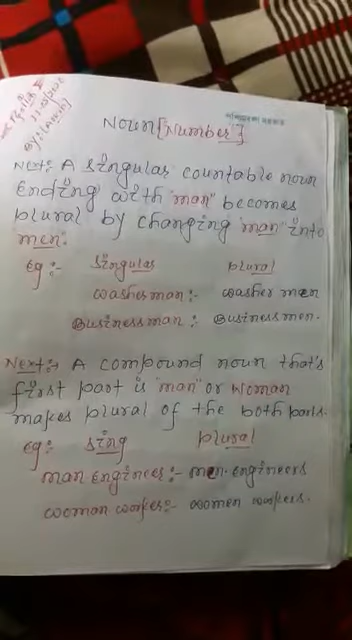 Noun [Number]
Next:- A singular countable noun
Ending with "man" becomes
plural by changing "man" into
men".
eg:- singular plural
washerman:- washer men
Businessman:- Businessmen.
Next:- A compound noun that's
first part is "man" or woman
makes plural of the both parts.
eg:- sing plural
man engineer:- men-engineers
woman worker:- women workers.